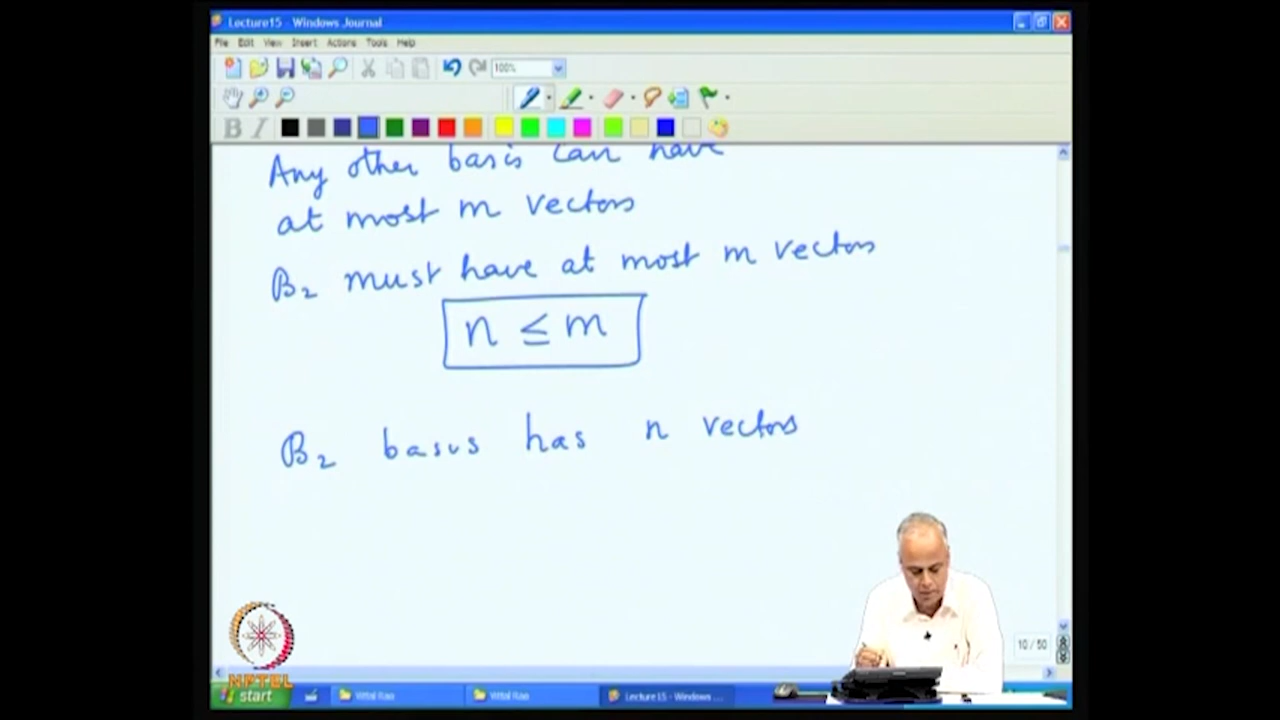 Lecture15 - Windows Journal
File Edit View Insert Actions Tools Help
100%
B I
Any other basis can have
at most m vectors
B₂ must have at most m vectors
n ≤ m
B₂ basis has n vectors
10 / 50
NPTEL
start Vittal Rao Vittal Rao Lecture15 - Windows ...